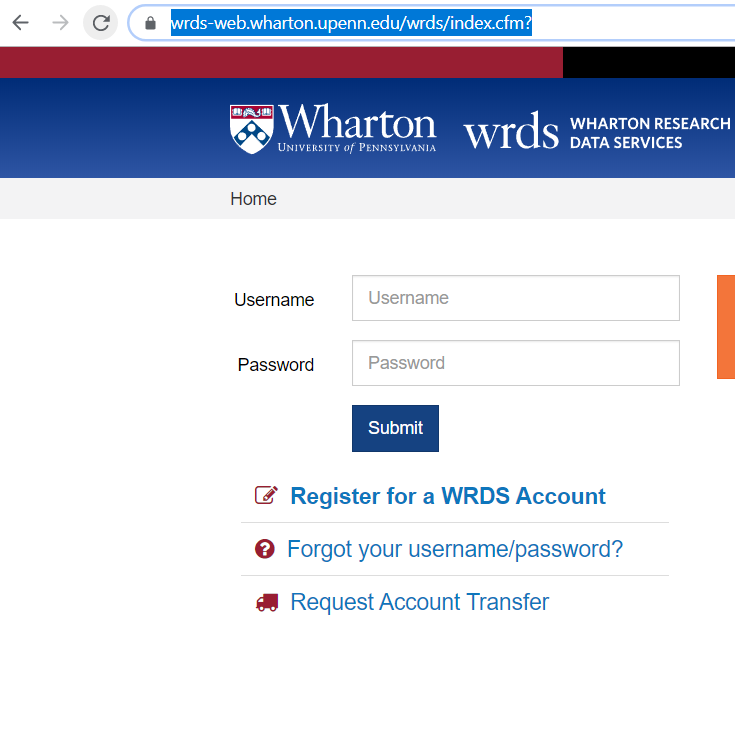 wrds-web.wharton.upenn.edu/wrds/index.cfm?
Wharton
UNIVERSITY of PENNSYLVANIA
wrds
WHARTON RESEARCH
DATA SERVICES
Home
Username
Username
Password
Password
Submit
Register for a WRDS Account
Forgot your username/password?
Request Account Transfer